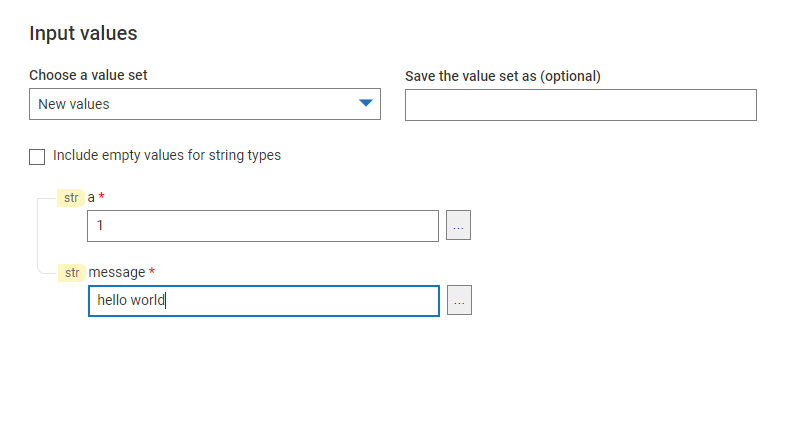 Input values
Choose a value set
Save the value set as (optional)
New values
Include empty values for string types
str a *
1
...
str message *
hello world
...